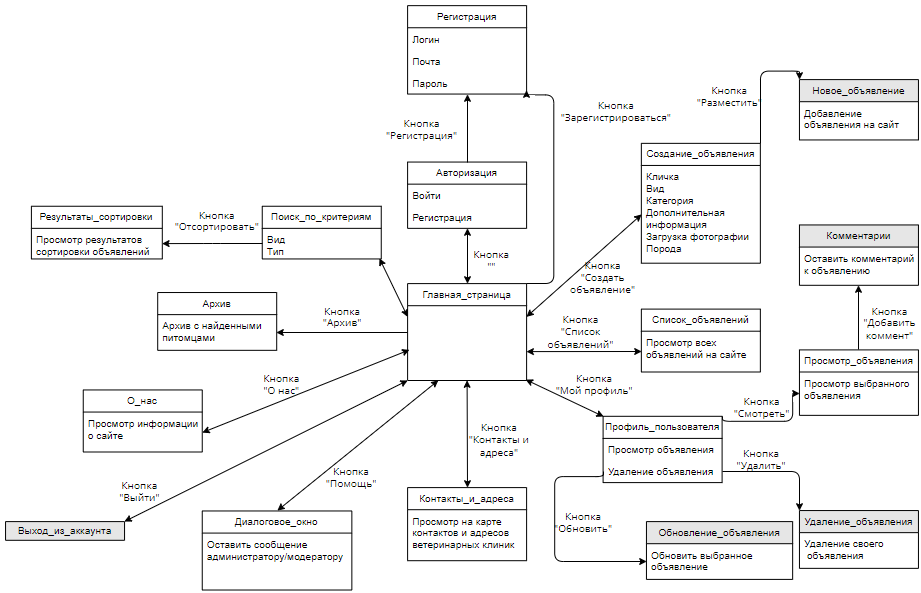 Регистрация
Логин
Почта
Пароль
Кнопка
"Зарегистрироваться"
Кнопка
"Регистрация"
Кнопка
"Разместить"
Новое_объявление
Добавление
объявления на сайт
Авторизация
Войти
Регистрация
Создание_объявления
Кличка
Вид
Категория
Дополнительная
информация
Загрузка фотографии
Порода
Результаты_сортировки
Просмотр результатов
сортировки объявлений
Кнопка
"Отсортировать"
Поиск_по_критериям
Вид
Тип
Кнопка
""
Комментарии
Оставить комментарий
к объявлению
Кнопка
"Создать
объявление"
Главная_страница
Архив
Архив с найденными
питомцами
Кнопка
"Архив"
Кнопка
"Список
объявлений"
Список_объявлений
Просмотр всех
объявлений на сайте
Кнопка
"Добавить
коммент"
Просмотр_объявления
Просмотр выбранного
объявления
Кнопка
"О нас"
Кнопка
"Мой профиль"
Кнопка
"Смотреть"
О_нас
Просмотр информации
о сайте
Профиль_пользователя
Просмотр объявления
Удаление объявления
Кнопка
"Контакты и
адреса"
Кнопка
"Удалить"
Кнопка
"Помощь"
Кнопка
"Выйти"
Контакты_и_адреса
Просмотр на карте
контактов и адресов
ветеринарных клиник
Кнопка
"Обновить"
Выход_из_аккаунта
Диалоговое_окно
Оставить сообщение
администратору/модератору
Обновление_объявления
Обновить выбранное
объявление
Удаление_объявления
Удаление своего
объявления